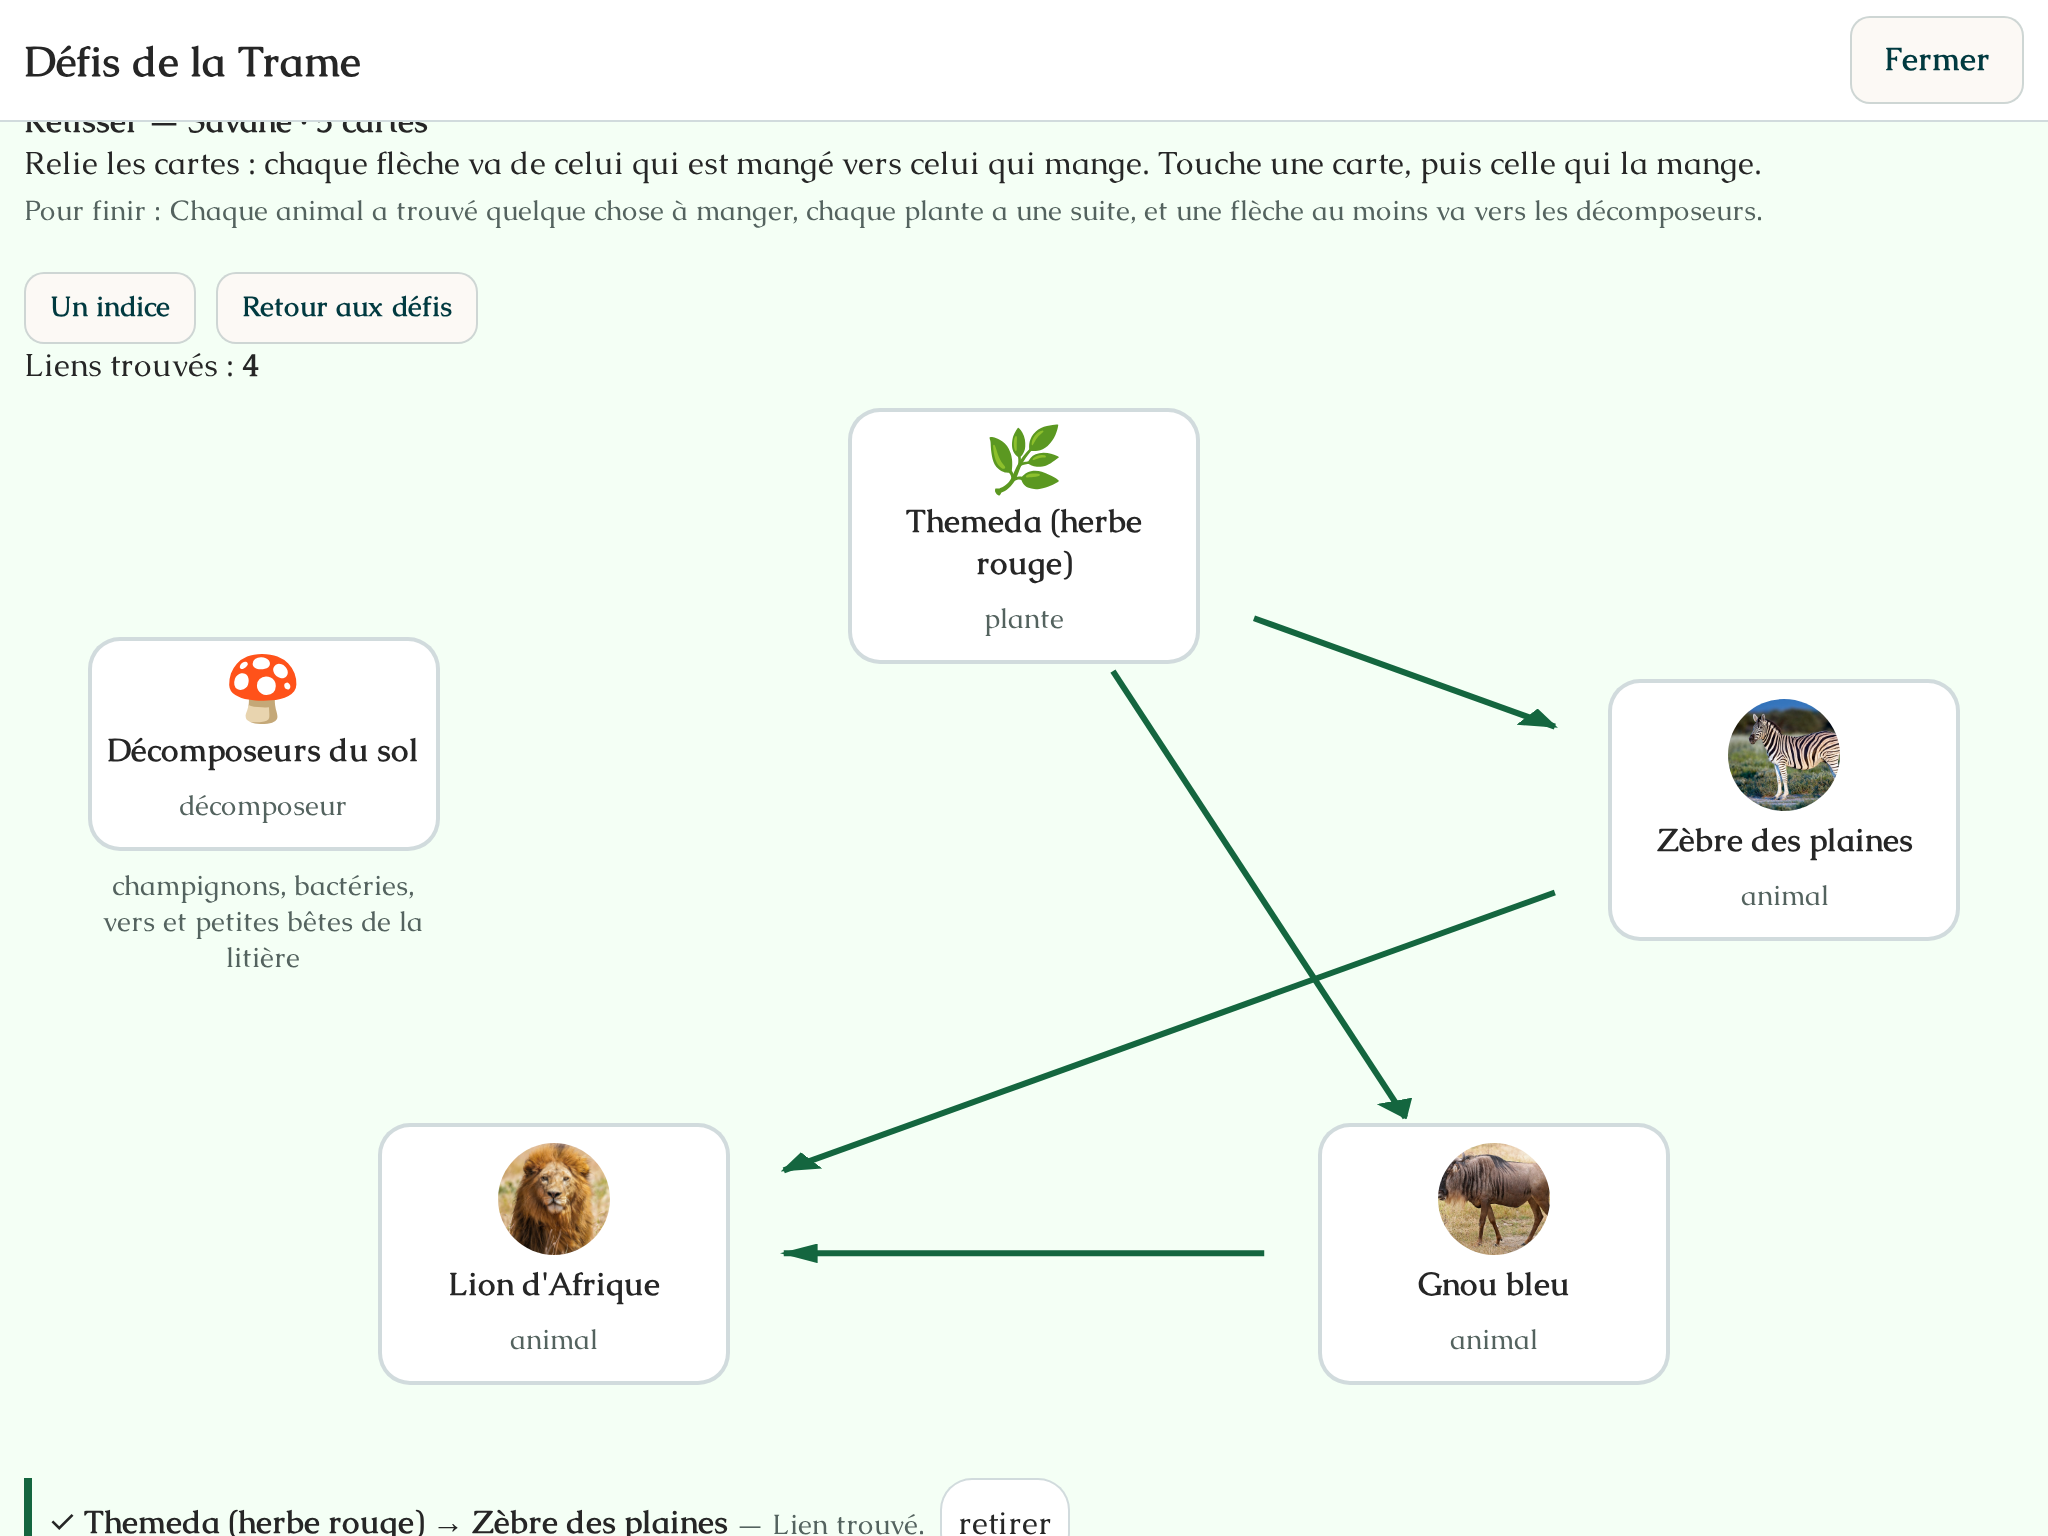 Défis de la Trame
Fermer
Retisser — Savane · 5 cartes
Relie les cartes : chaque flèche va de celui qui est mangé vers celui qui mange. Touche une carte, puis celle qui la mange.
Pour finir : Chaque animal a trouvé quelque chose à manger, chaque plante a une suite, et une flèche au moins va vers les décomposeurs.
Un indice
Retour aux défis
Liens trouvés : 4
Themeda (herbe
rouge)
plante
Décomposeurs du sol
décomposeur
champignons, bactéries,
vers et petites bêtes de la
litière
Zèbre des plaines
animal
Lion d'Afrique
animal
Gnou bleu
animal
✓ Themeda (herbe rouge) → Zèbre des plaines — Lien trouvé.
retirer